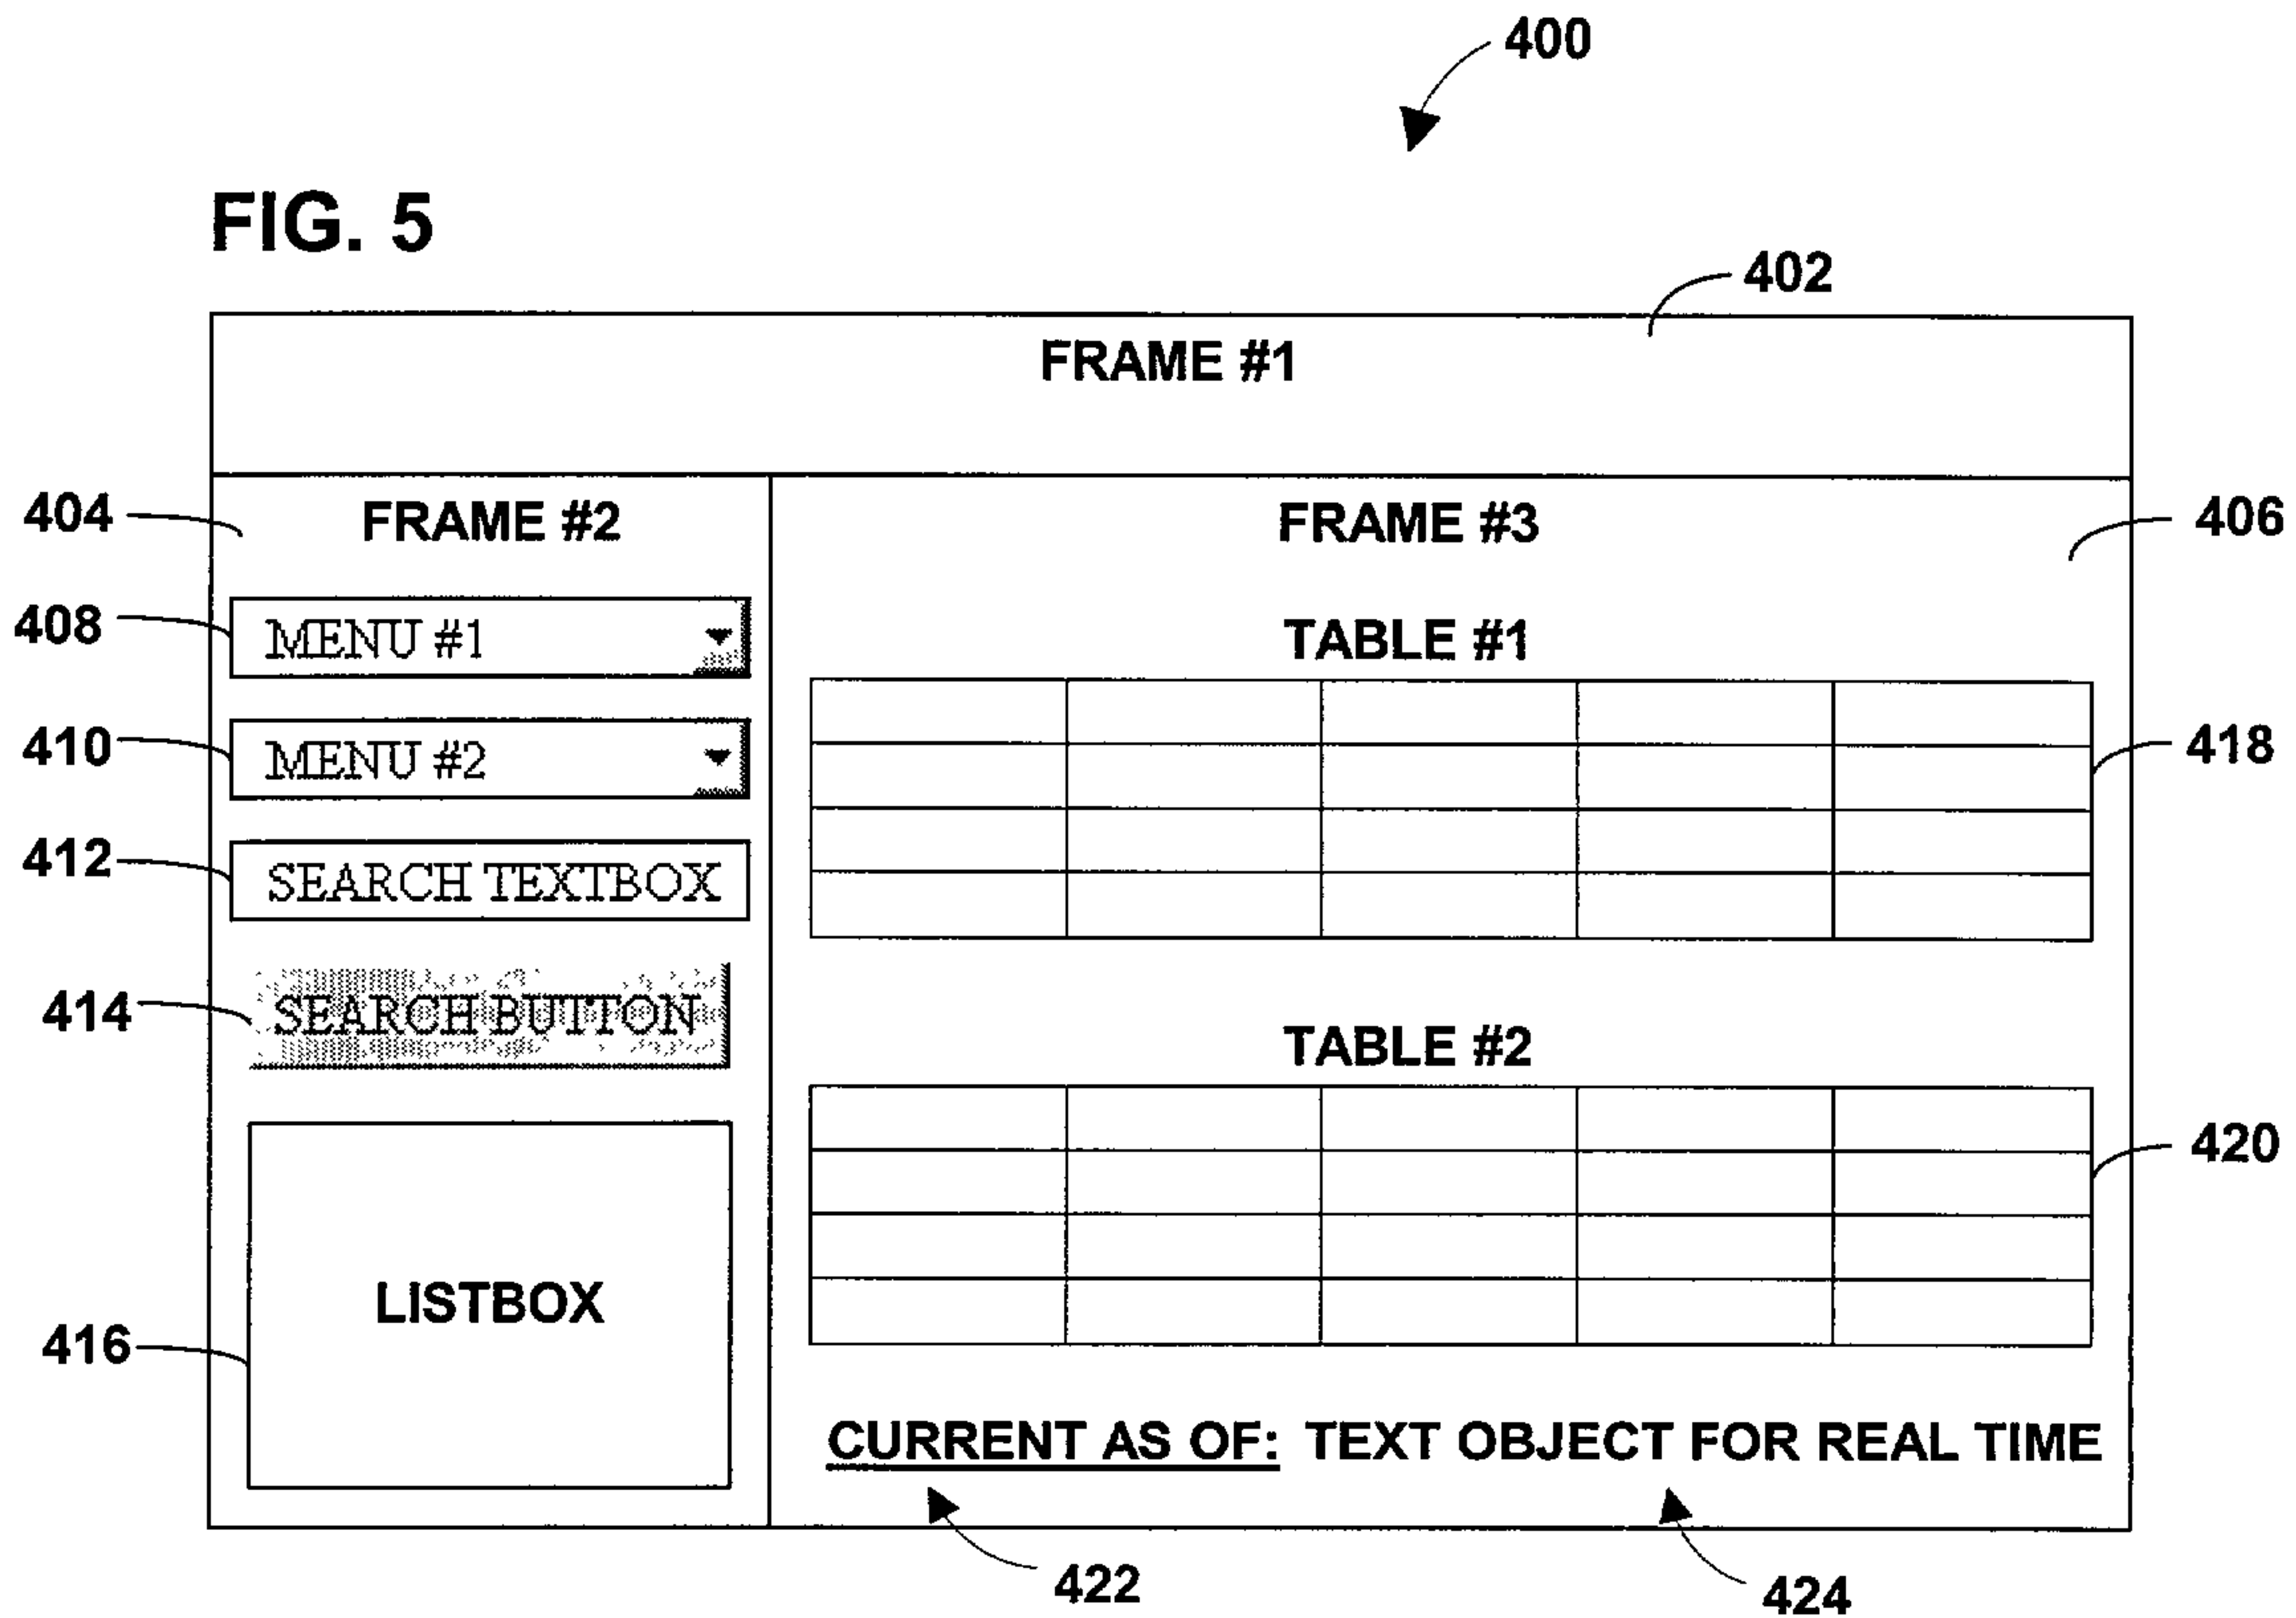 400
FIG. 5
402
FRAME #1
404
FRAME #2
408
MENU #1
410
MENU #2
412
SEARCH TEXTBOX
414
SEARCH BUTTON
416
LISTBOX
FRAME #3
406
TABLE #1
418
TABLE #2
420
CURRENT AS OF: TEXT OBJECT FOR REAL TIME
422
424